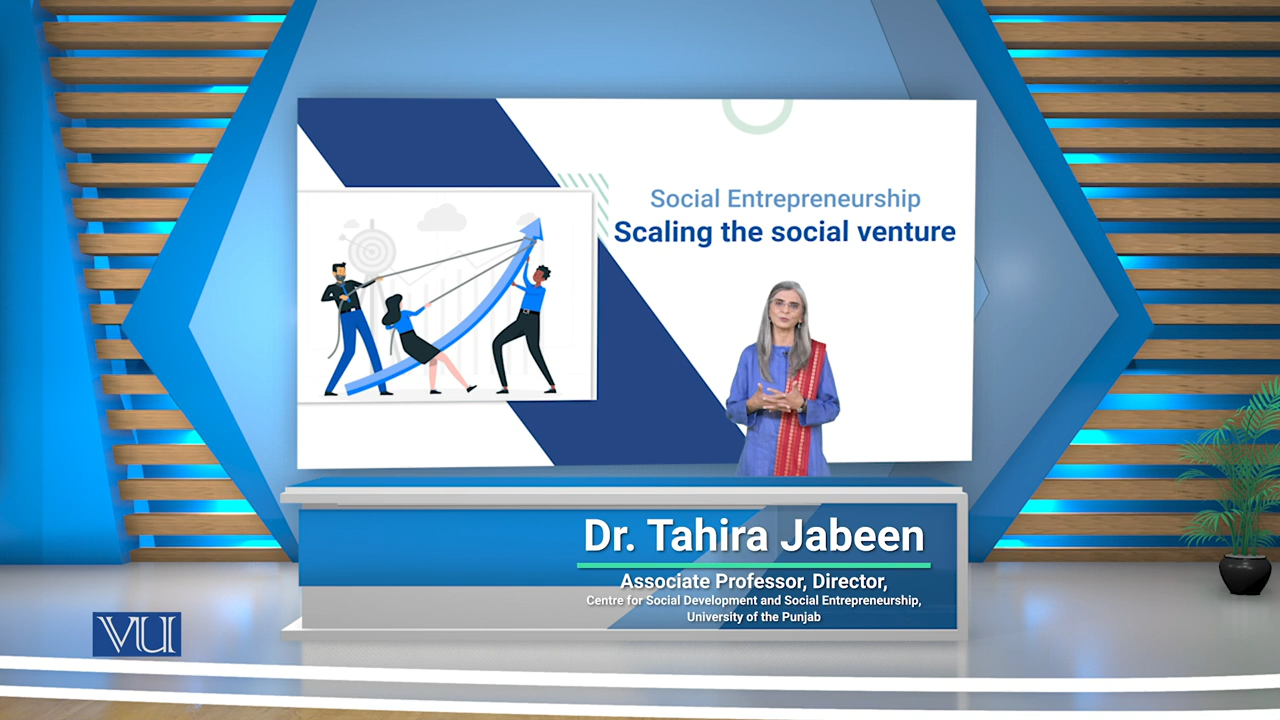 Social Entrepreneurship
Scaling the social venture
Dr. Tahira Jabeen
Associate Professor, Director,
Centre for Social Development and Social Entrepreneurship,
University of the Punjab
VU